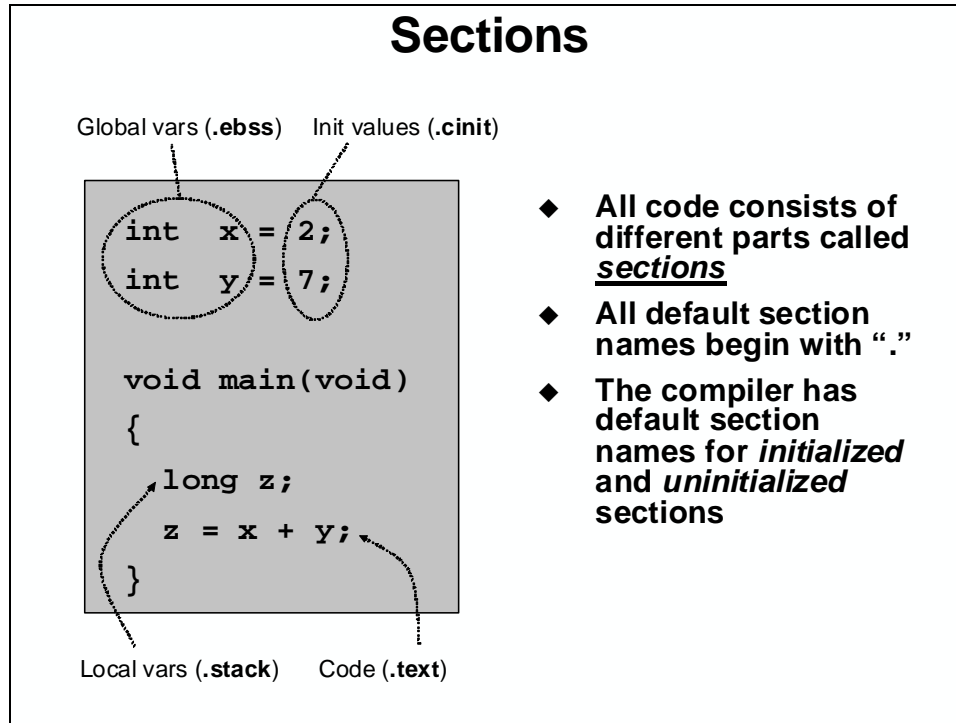 Sections
Global vars (.ebss) Init values (.cinit)
int x = 2;
int y = 7;
void main(void)
{
long z;
z = x + y;
}
Local vars (.stack) Code (.text)
◆ All code consists of
different parts called
sections
◆ All default section
names begin with “.”
◆ The compiler has
default section
names for initialized
and uninitialized
sections